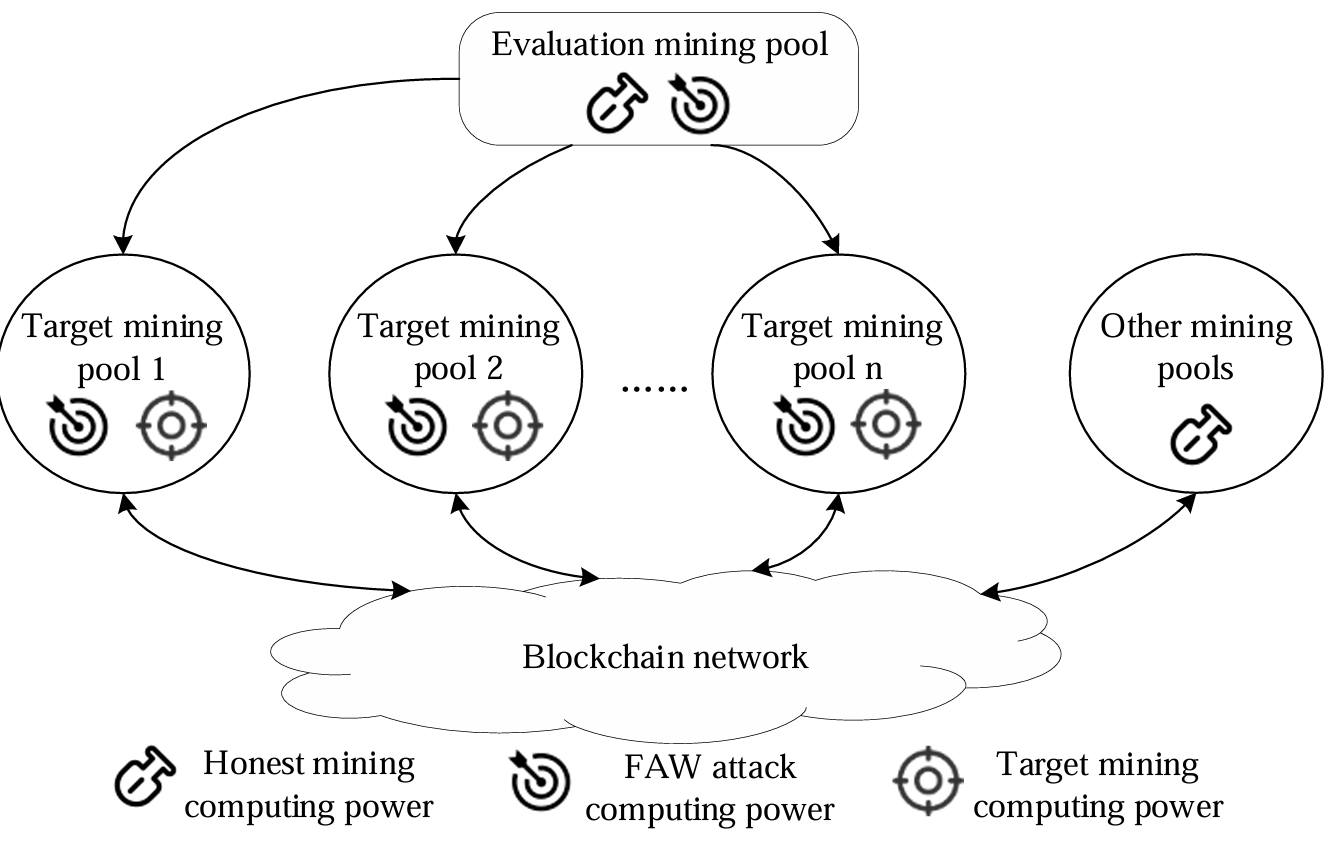 Evaluation mining pool
Target mining
pool 1
Target mining
pool 2
......
Target mining
pool n
Other mining
pools
Blockchain network
Honest mining
computing power
FAW attack
computing power
Target mining
computing power